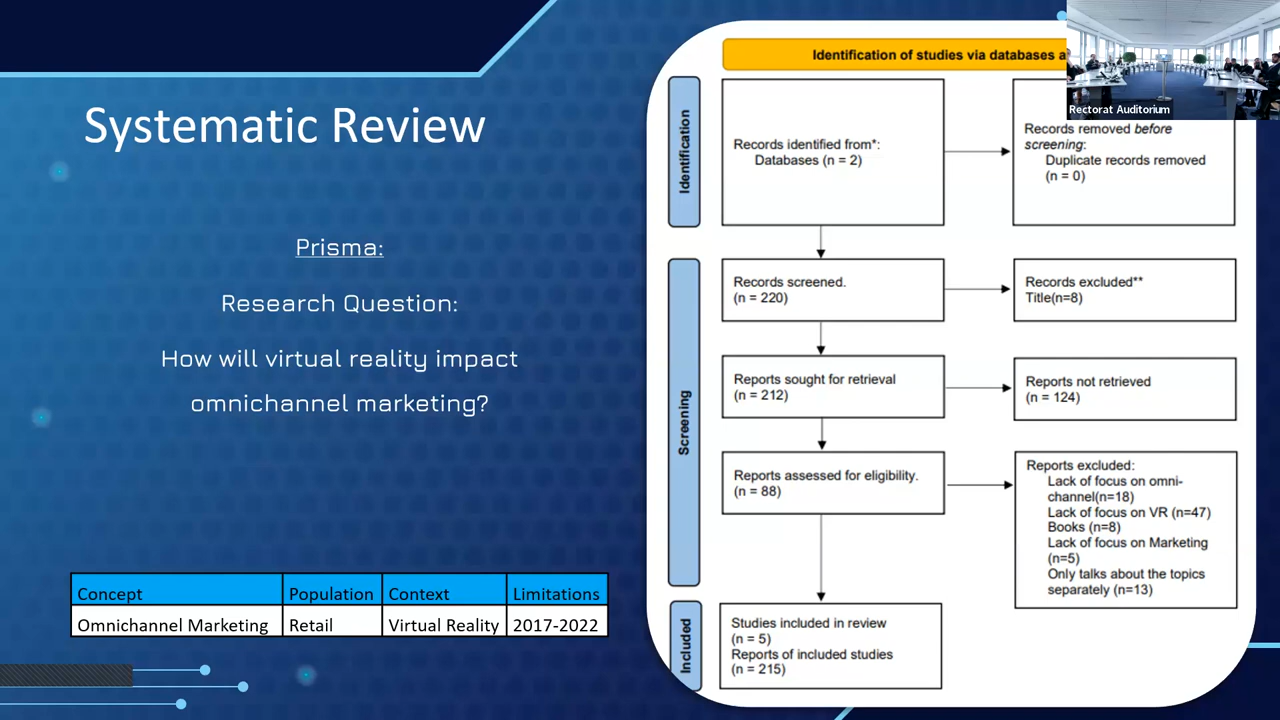 Systematic Review
Prisma:
Research Question:
How will virtual reality impact
omnichannel marketing?
Concept Population Context Limitations
Omnichannel Marketing Retail Virtual Reality 2017-2022
Identification of studies via databases a
Rectorat Auditorium
Identification
Records identified from*:
Databases (n = 2)
Records removed before
screening:
Duplicate records removed
(n = 0)
Screening
Records screened.
(n = 220)
Records excluded**
Title(n=8)
Reports sought for retrieval
(n = 212)
Reports not retrieved
(n = 124)
Reports assessed for eligibility.
(n = 88)
Reports excluded:
Lack of focus on omni-
channel(n=18)
Lack of focus on VR (n=47)
Books (n=8)
Lack of focus on Marketing
(n=5)
Only talks about the topics
separately (n=13)
Included
Studies included in review
(n = 5)
Reports of included studies
(n = 215)